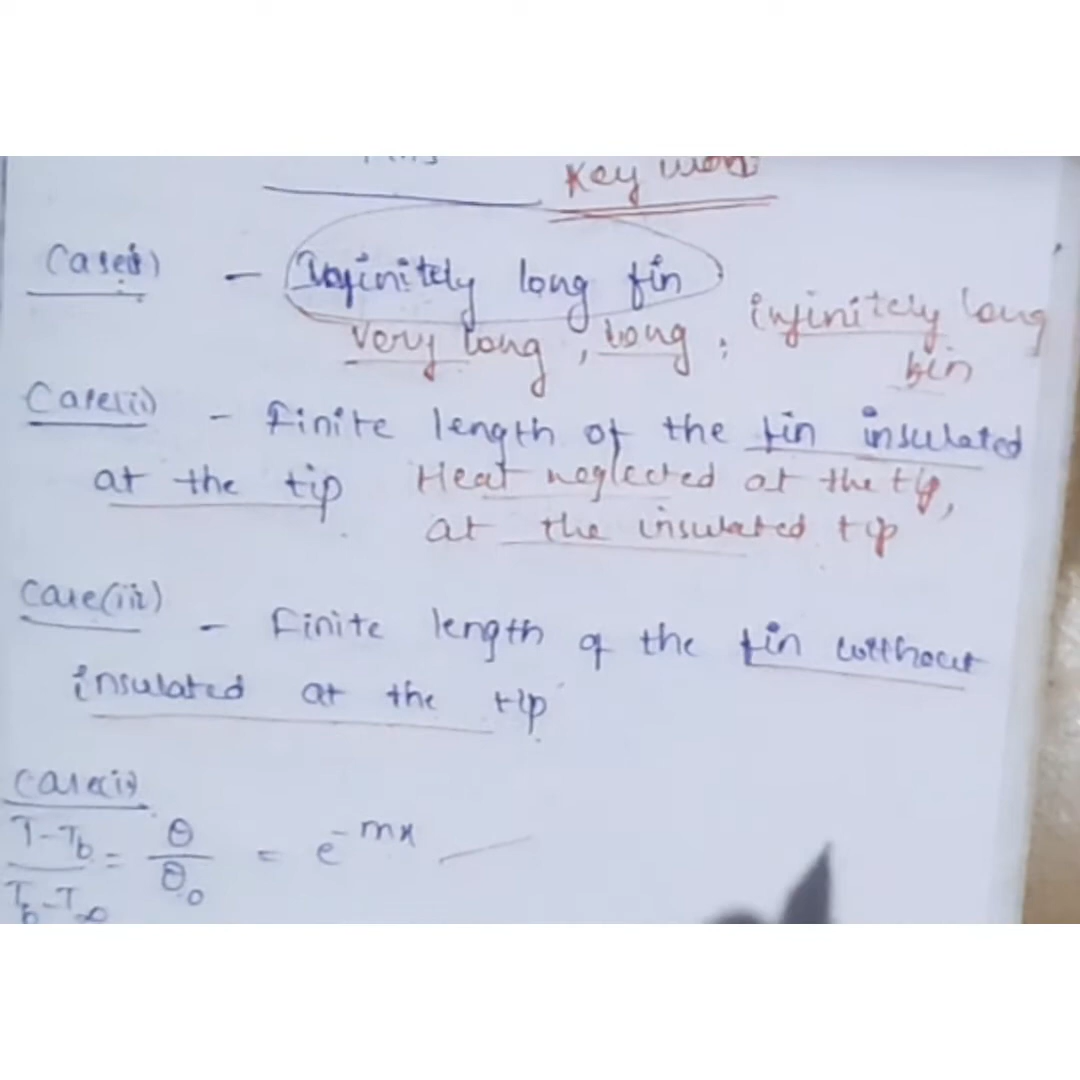 Key word
Case(i) - Infinitely long fin
very long, long, infinitely long
fin
Case(ii) - Finite length of the fin insulated
at the tip Heat neglected at the tip,
at the insulated tip
Case(iii) - Finite length of the fin without
insulated at the tip
Case(i)
T-Tb / Tb-T∞ = θ/θ₀ = e^-mx